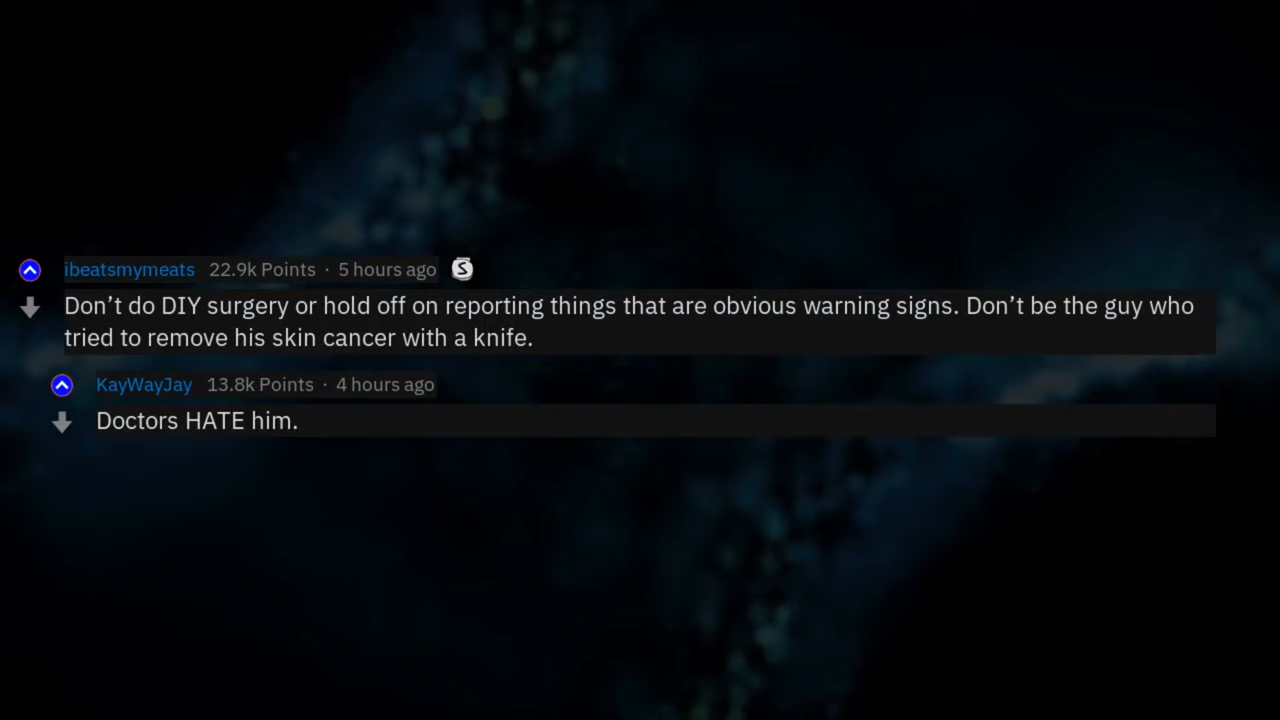 ibeatsmymeats 22.9k Points · 5 hours ago S
Don’t do DIY surgery or hold off on reporting things that are obvious warning signs. Don’t be the guy who
tried to remove his skin cancer with a knife.
KayWayJay 13.8k Points · 4 hours ago
Doctors HATE him.